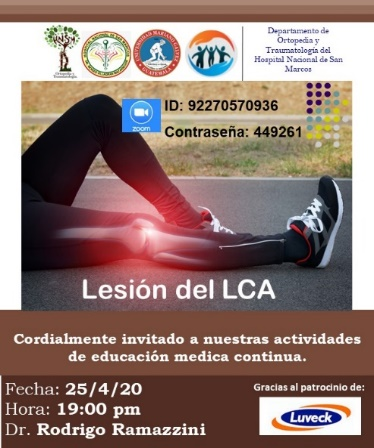 Departamento de
Ortopedia y
Traumatología del
Hospital Nacional de San
Marcos
zoom
ID: 92270570936
Contraseña: 449261
Lesión del LCA
Cordialmente invitado a nuestras actividades
de educación medica continua.
Fecha: 25/4/20
Hora: 19:00 pm
Dr. Rodrigo Ramazzini
Gracias al patrocinio de:
Luveck